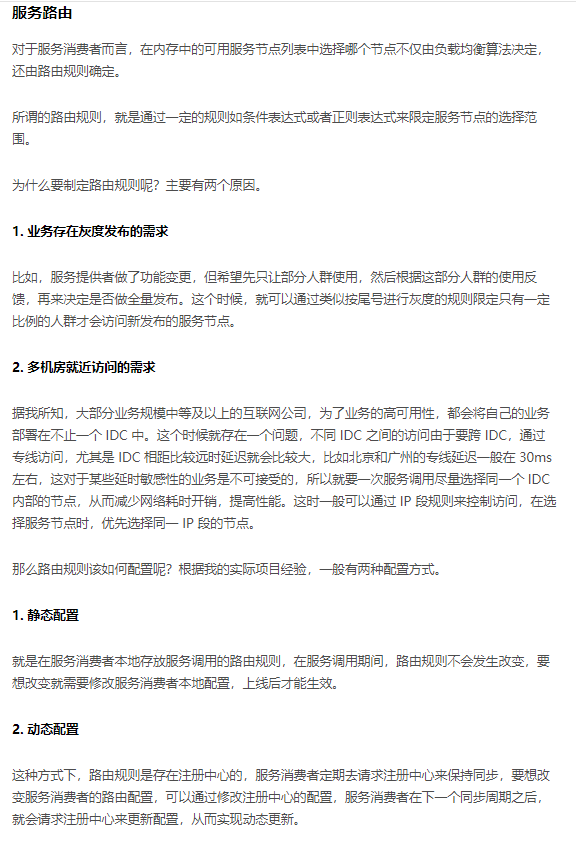 服务路由
对于服务消费者而言，在内存中的可用服务节点列表中选择哪个节点不仅由负载均衡算法决定，
还由路由规则确定。
所谓的路由规则，就是通过一定的规则如条件表达式或者正则表达式来限定服务节点的选择范
围。
为什么要制定路由规则呢？主要有两个原因。
1. 业务存在灰度发布的需求
比如，服务提供者做了功能变更，但希望先只让部分人群使用，然后根据这部分人群的使用反
馈，再来决定是否做全量发布。这个时候，就可以通过类似按尾号进行灰度的规则限定只有一定
比例的人群才会访问新发布的服务节点。
2. 多机房就近访问的需求
据我所知，大部分业务规模中等及以上的互联网公司，为了业务的高可用性，都会将自己的业务
部署在不止一个 IDC 中。这个时候就存在一个问题，不同 IDC 之间的访问由于要跨 IDC，通过
专线访问，尤其是 IDC 相距比较远时延迟就会比较大，比如北京和广州的专线延迟一般在 30ms
左右，这对于某些延时敏感性的业务是不可接受的，所以就要一次服务调用尽量选择同一个 IDC
内部的节点，从而减少网络耗时开销，提高性能。这时一般可以通过 IP 段规则来控制访问，在选
择服务节点时，优先选择同一 IP 段的节点。
那么路由规则该如何配置呢？根据我的实际项目经验，一般有两种配置方式。
1. 静态配置
就是在服务消费者本地存放服务调用的路由规则，在服务调用期间，路由规则不会发生改变，要
想改变就需要修改服务消费者本地配置，上线后才能生效。
2. 动态配置
这种方式下，路由规则是存在注册中心的，服务消费者定期去请求注册中心来保持同步，要想改
变服务消费者的路由配置，可以通过修改注册中心的配置，服务消费者在下一个同步周期之后，
就会请求注册中心来更新配置，从而实现动态更新。